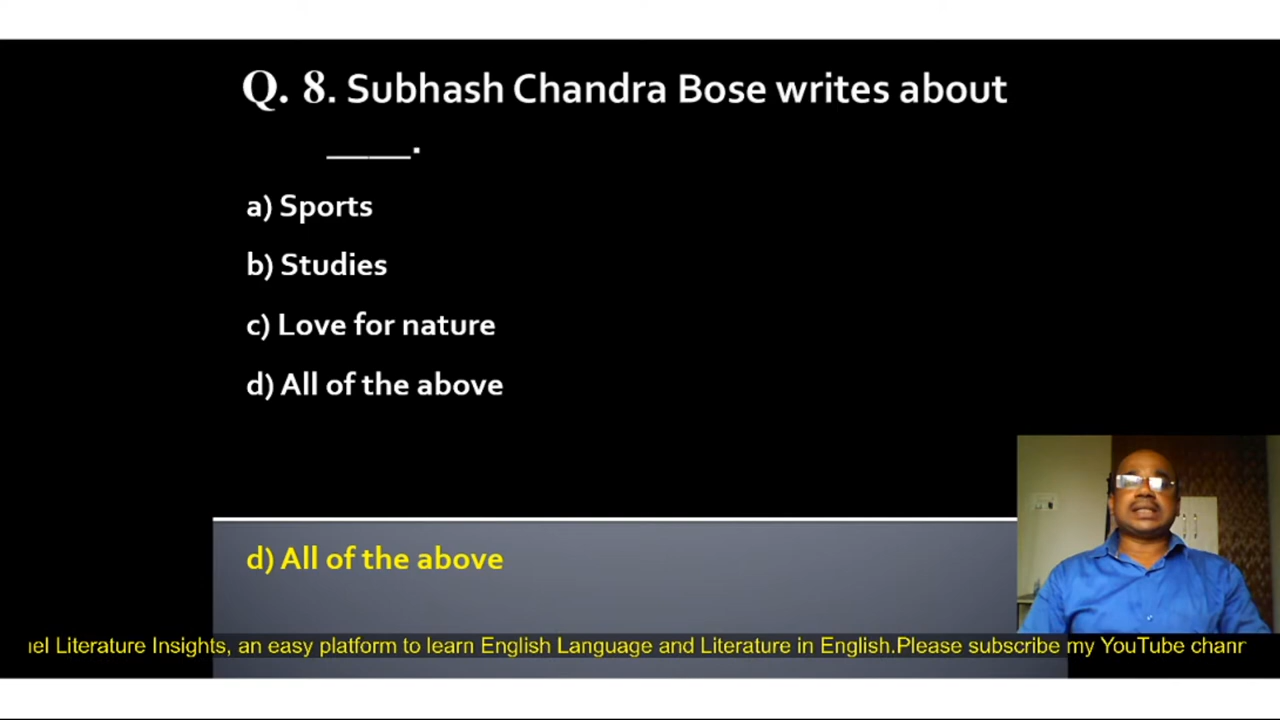 Q. 8. Subhash Chandra Bose writes about
____.
a) Sports
b) Studies
c) Love for nature
d) All of the above
d) All of the above
Literature Insights, an easy platform to learn English Language and Literature in English.Please subscribe my YouTube